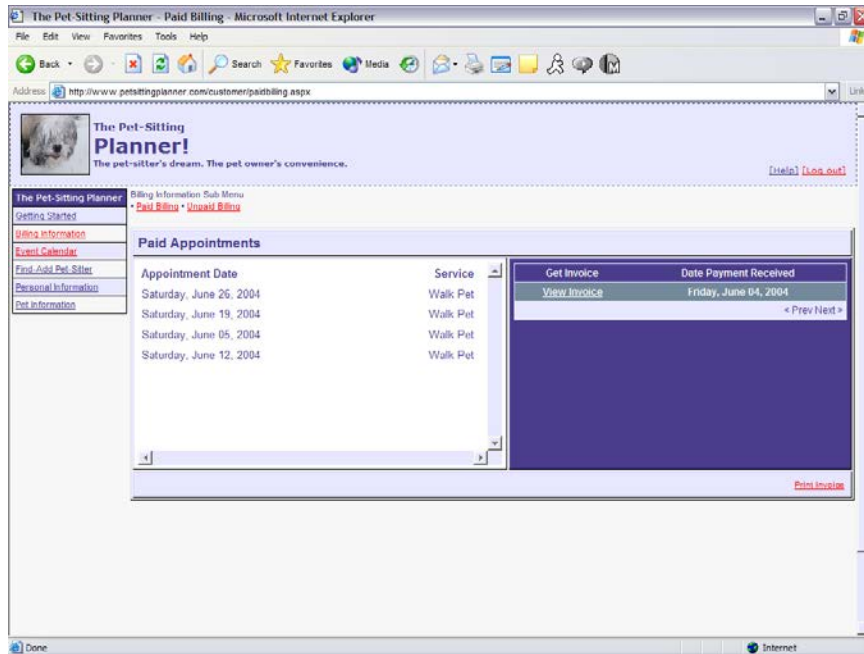 The Pet-Sitting Planner - Paid Billing - Microsoft Internet Explorer
File Edit View Favorites Tools Help
Back Search Favorites Media
Address http://www.petsittingplanner.com/customer/paidbilling.aspx Link
The Pet-Sitting
Planner!
The pet-sitter's dream. The pet owner's convenience.
[Help] [Log out]
The Pet-Sitting Planner
Getting Started
Billing Information
Event Calendar
Find-Add Pet-Sitter
Personal Information
Pet Information
Billing Information Sub Menu
• Paid Billing • Unpaid Billing
Paid Appointments
Appointment Date Service
Saturday, June 26, 2004 Walk Pet
Saturday, June 19, 2004 Walk Pet
Saturday, June 05, 2004 Walk Pet
Saturday, June 12, 2004 Walk Pet
Get Invoice Date Payment Received
View Invoice Friday, June 04, 2004
< Prev Next >
Print Invoice
Done Internet